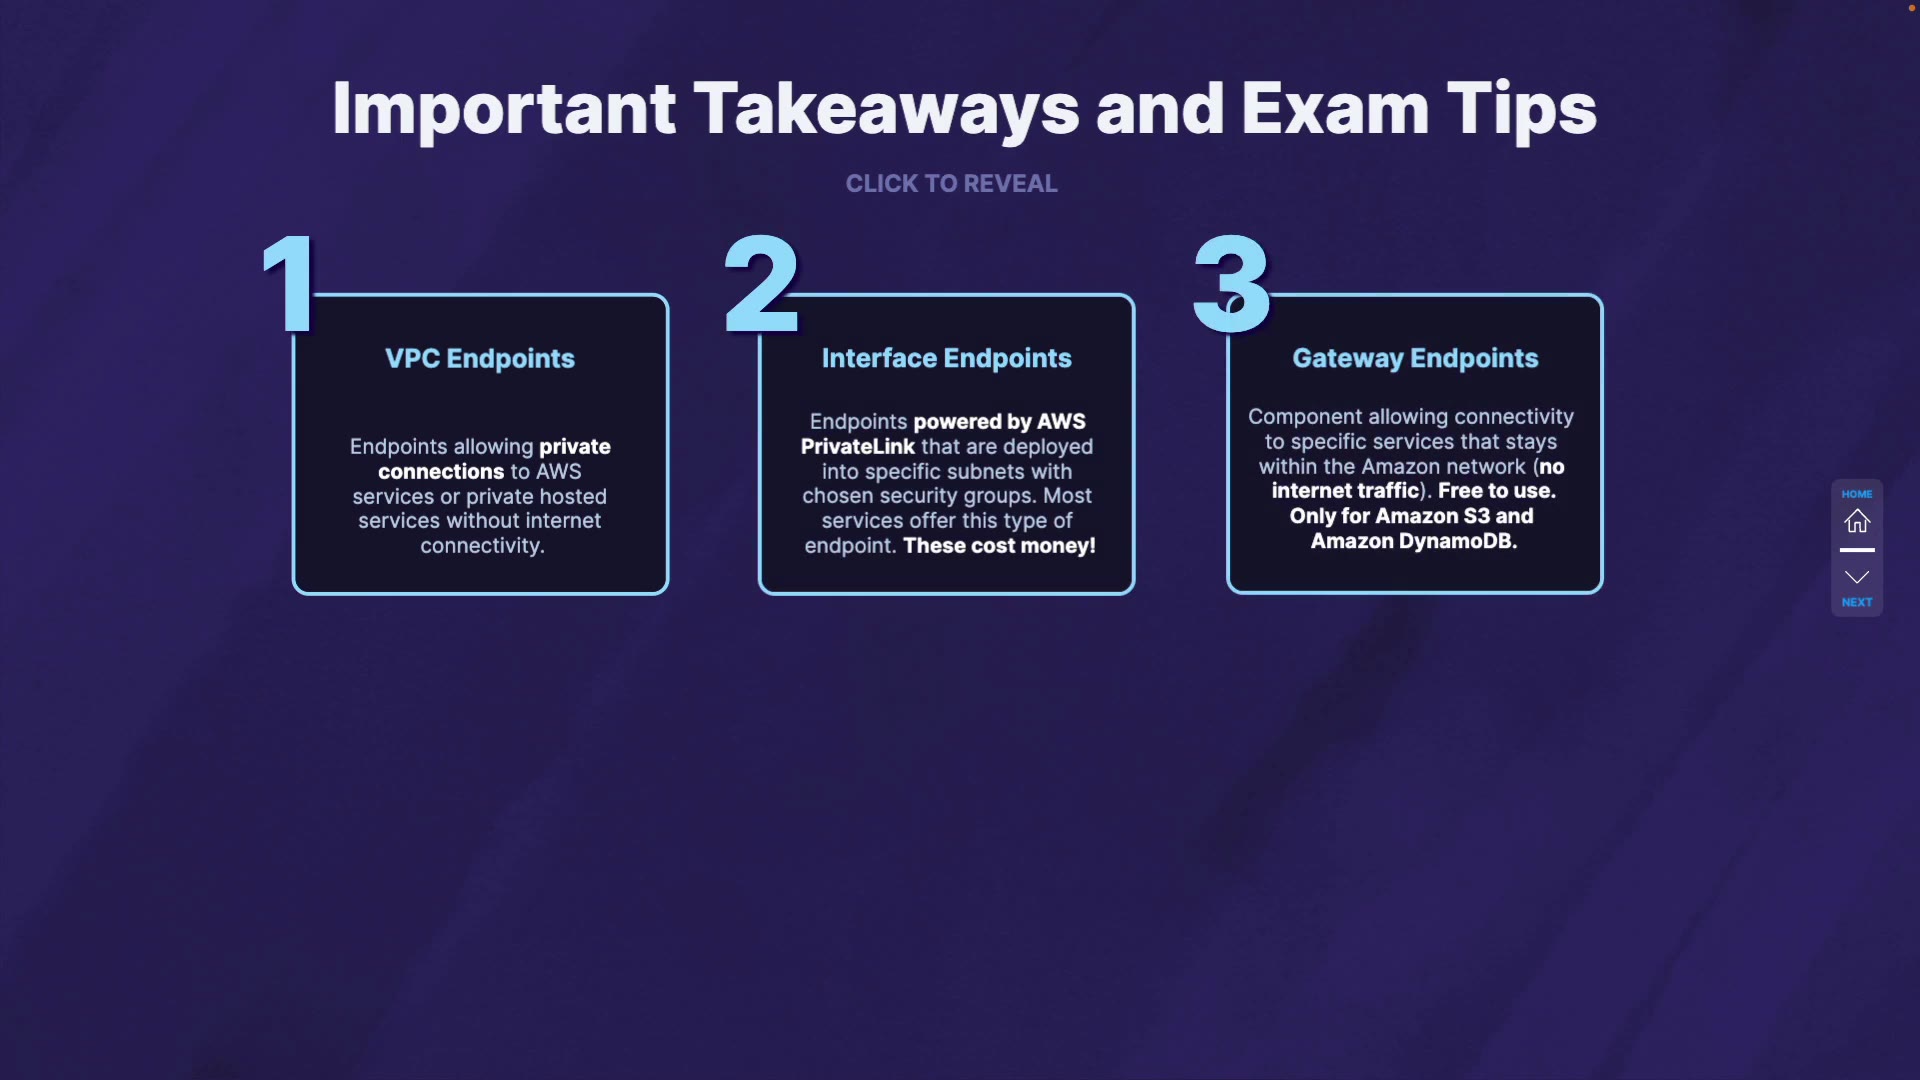 Important Takeaways and Exam Tips
CLICK TO REVEAL
1
VPC Endpoints
Endpoints allowing private
connections to AWS
services or private hosted
services without internet
connectivity.
2
Interface Endpoints
Endpoints powered by AWS
PrivateLink that are deployed
into specific subnets with
chosen security groups. Most
services offer this type of
endpoint. These cost money!
3
Gateway Endpoints
Component allowing connectivity
to specific services that stays
within the Amazon network (no
internet traffic). Free to use.
Only for Amazon S3 and
Amazon DynamoDB.
HOME
NEXT